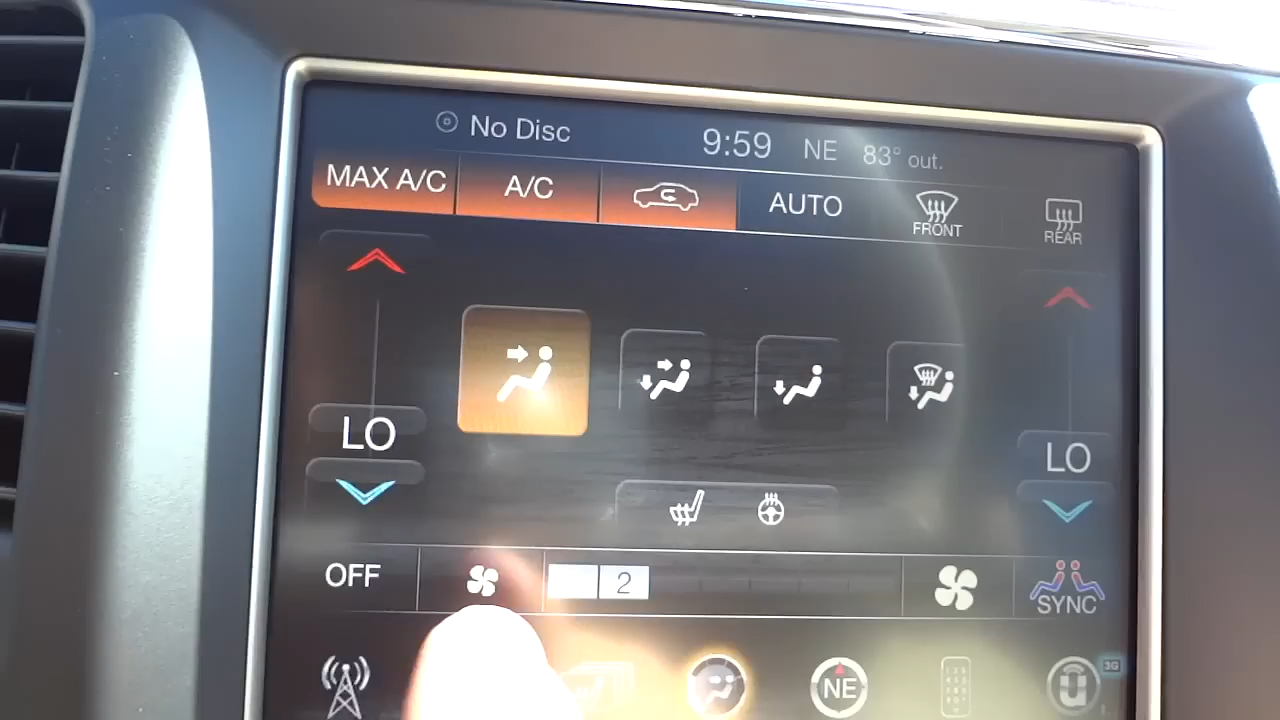 No Disc 9:59 NE 83° out.
MAX A/C A/C AUTO FRONT REAR
LO LO
OFF 2 SYNC
NE 3G